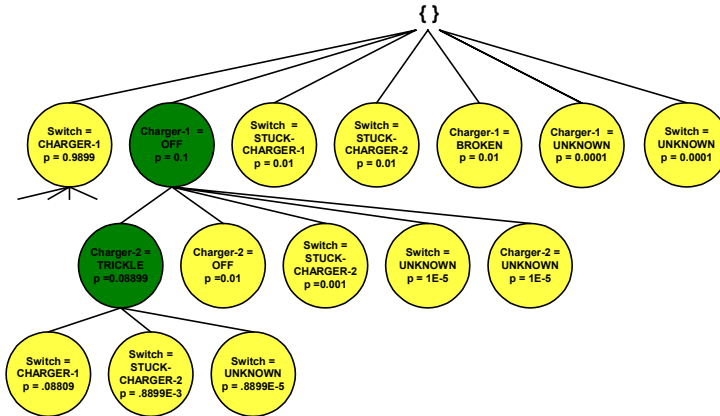 { }
Switch =
CHARGER-1
p = 0.9899
Charger-1 =
OFF
p = 0.1
Switch =
STUCK-
CHARGER-1
p = 0.01
Switch =
STUCK-
CHARGER-2
p = 0.01
Charger-1 =
BROKEN
p = 0.01
Charger-1 =
UNKNOWN
p = 0.0001
Switch =
UNKNOWN
p = 0.0001
Charger-2 =
TRICKLE
p =0.08899
Charger-2 =
OFF
p =0.01
Switch =
STUCK-
CHARGER-2
p =0.001
Switch =
UNKNOWN
p = 1E-5
Charger-2 =
UNKNOWN
p = 1E-5
Switch =
CHARGER-1
p = .08809
Switch =
STUCK-
CHARGER-2
p = .8899E-3
Switch =
UNKNOWN
p = .8899E-5